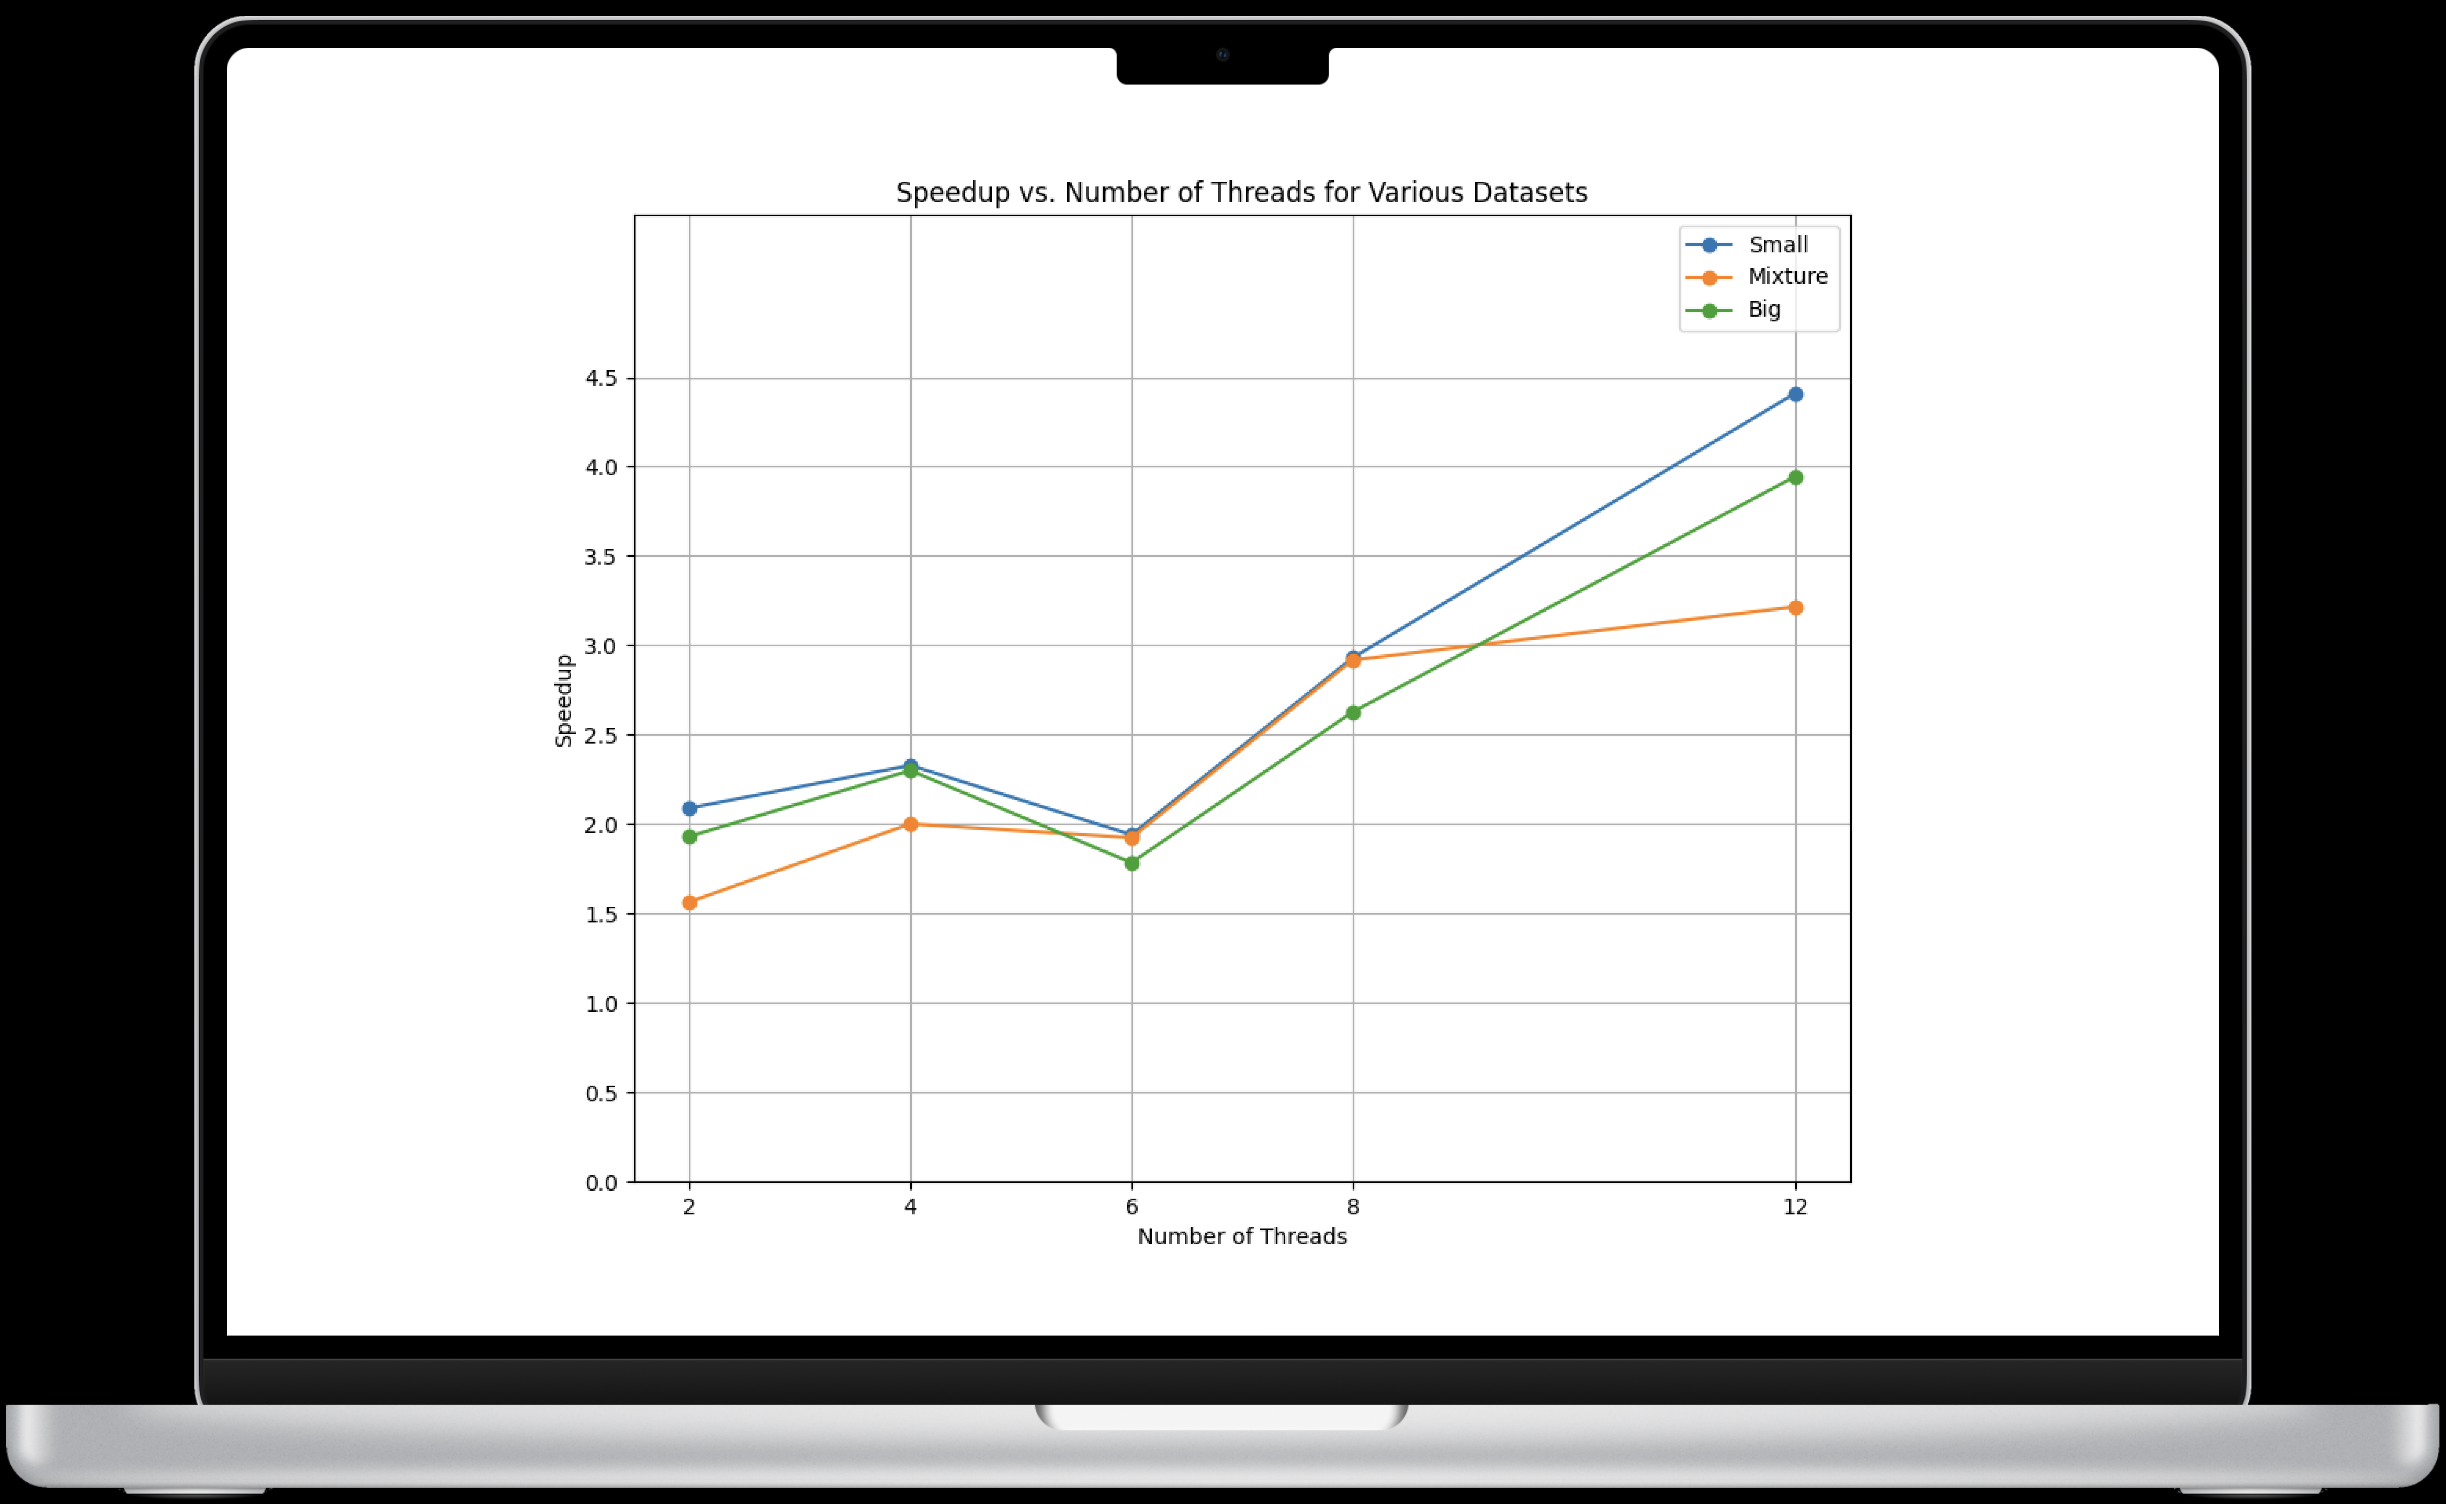 Speedup vs. Number of Threads for Various Datasets
Small
Mixture
Big
4.5
4.0
3.5
3.0
2.5
2.0
1.5
1.0
0.5
0.0
Speedup
2 4 6 8 12
Number of Threads